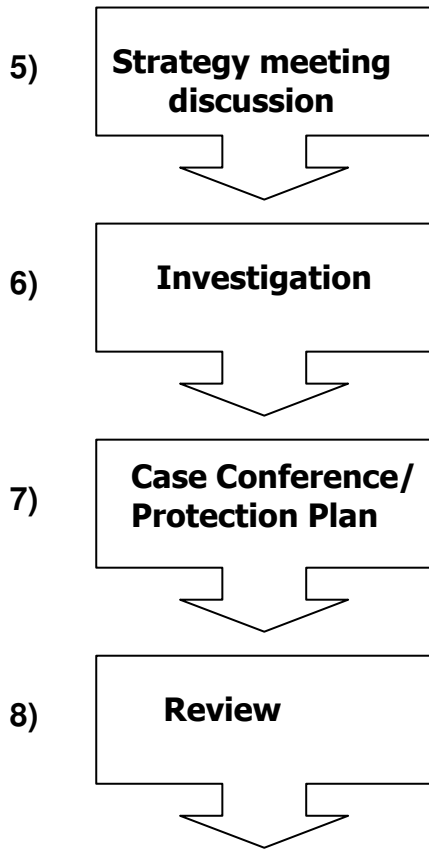 5) Strategy meeting
discussion
6) Investigation
7) Case Conference/
Protection Plan
8) Review